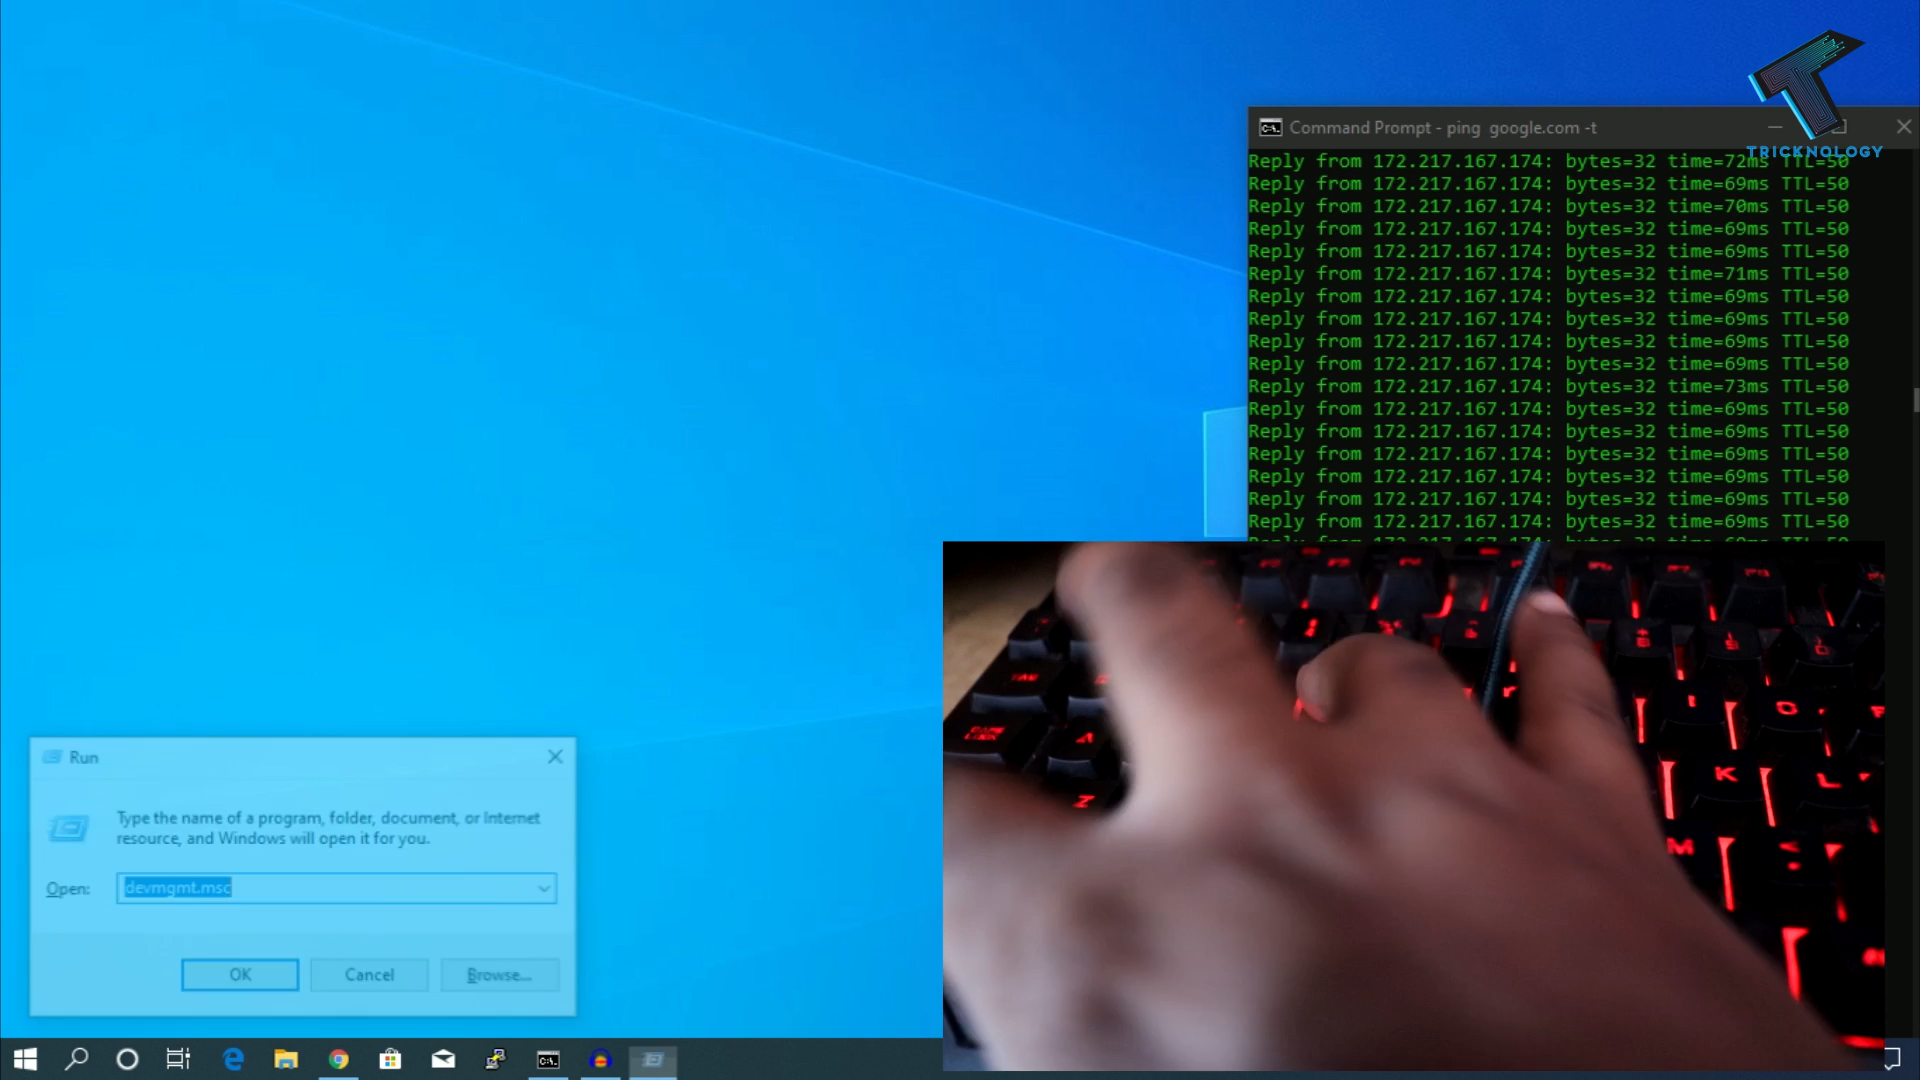 TRICKNOLOGY
Command Prompt - ping google.com -t
Reply from 172.217.167.174: bytes=32 time=72ms TTL=50
Reply from 172.217.167.174: bytes=32 time=69ms TTL=50
Reply from 172.217.167.174: bytes=32 time=70ms TTL=50
Reply from 172.217.167.174: bytes=32 time=69ms TTL=50
Reply from 172.217.167.174: bytes=32 time=69ms TTL=50
Reply from 172.217.167.174: bytes=32 time=71ms TTL=50
Reply from 172.217.167.174: bytes=32 time=69ms TTL=50
Reply from 172.217.167.174: bytes=32 time=69ms TTL=50
Reply from 172.217.167.174: bytes=32 time=69ms TTL=50
Reply from 172.217.167.174: bytes=32 time=69ms TTL=50
Reply from 172.217.167.174: bytes=32 time=73ms TTL=50
Reply from 172.217.167.174: bytes=32 time=69ms TTL=50
Reply from 172.217.167.174: bytes=32 time=69ms TTL=50
Reply from 172.217.167.174: bytes=32 time=69ms TTL=50
Reply from 172.217.167.174: bytes=32 time=69ms TTL=50
Reply from 172.217.167.174: bytes=32 time=69ms TTL=50
Reply from 172.217.167.174: bytes=32 time=69ms TTL=50
TAB
A
K
L
Z
M
Run
Type the name of a program, folder, document, or Internet
resource, and Windows will open it for you.
Open: devmgmt.msc
OK Cancel Browse...